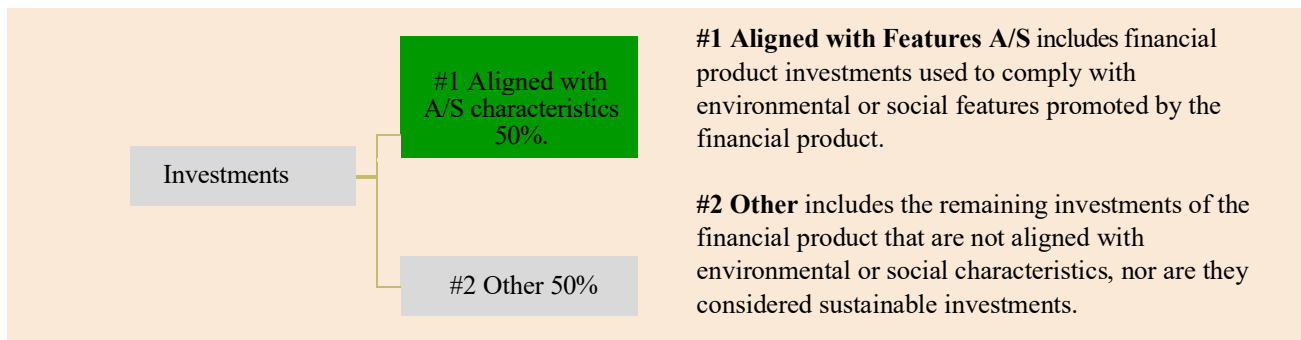 Investments
#1 Aligned with
A/S characteristics
50%.
#2 Other 50%
#1 Aligned with Features A/S includes financial
product investments used to comply with
environmental or social features promoted by the
financial product.
#2 Other includes the remaining investments of the
financial product that are not aligned with
environmental or social characteristics, nor are they
considered sustainable investments.